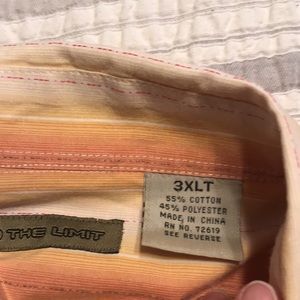 3XLT
55% COTTON
45% POLYESTER
MADE IN CHINA
RN NO. 72619
SEE REVERSE
THE LIMIT